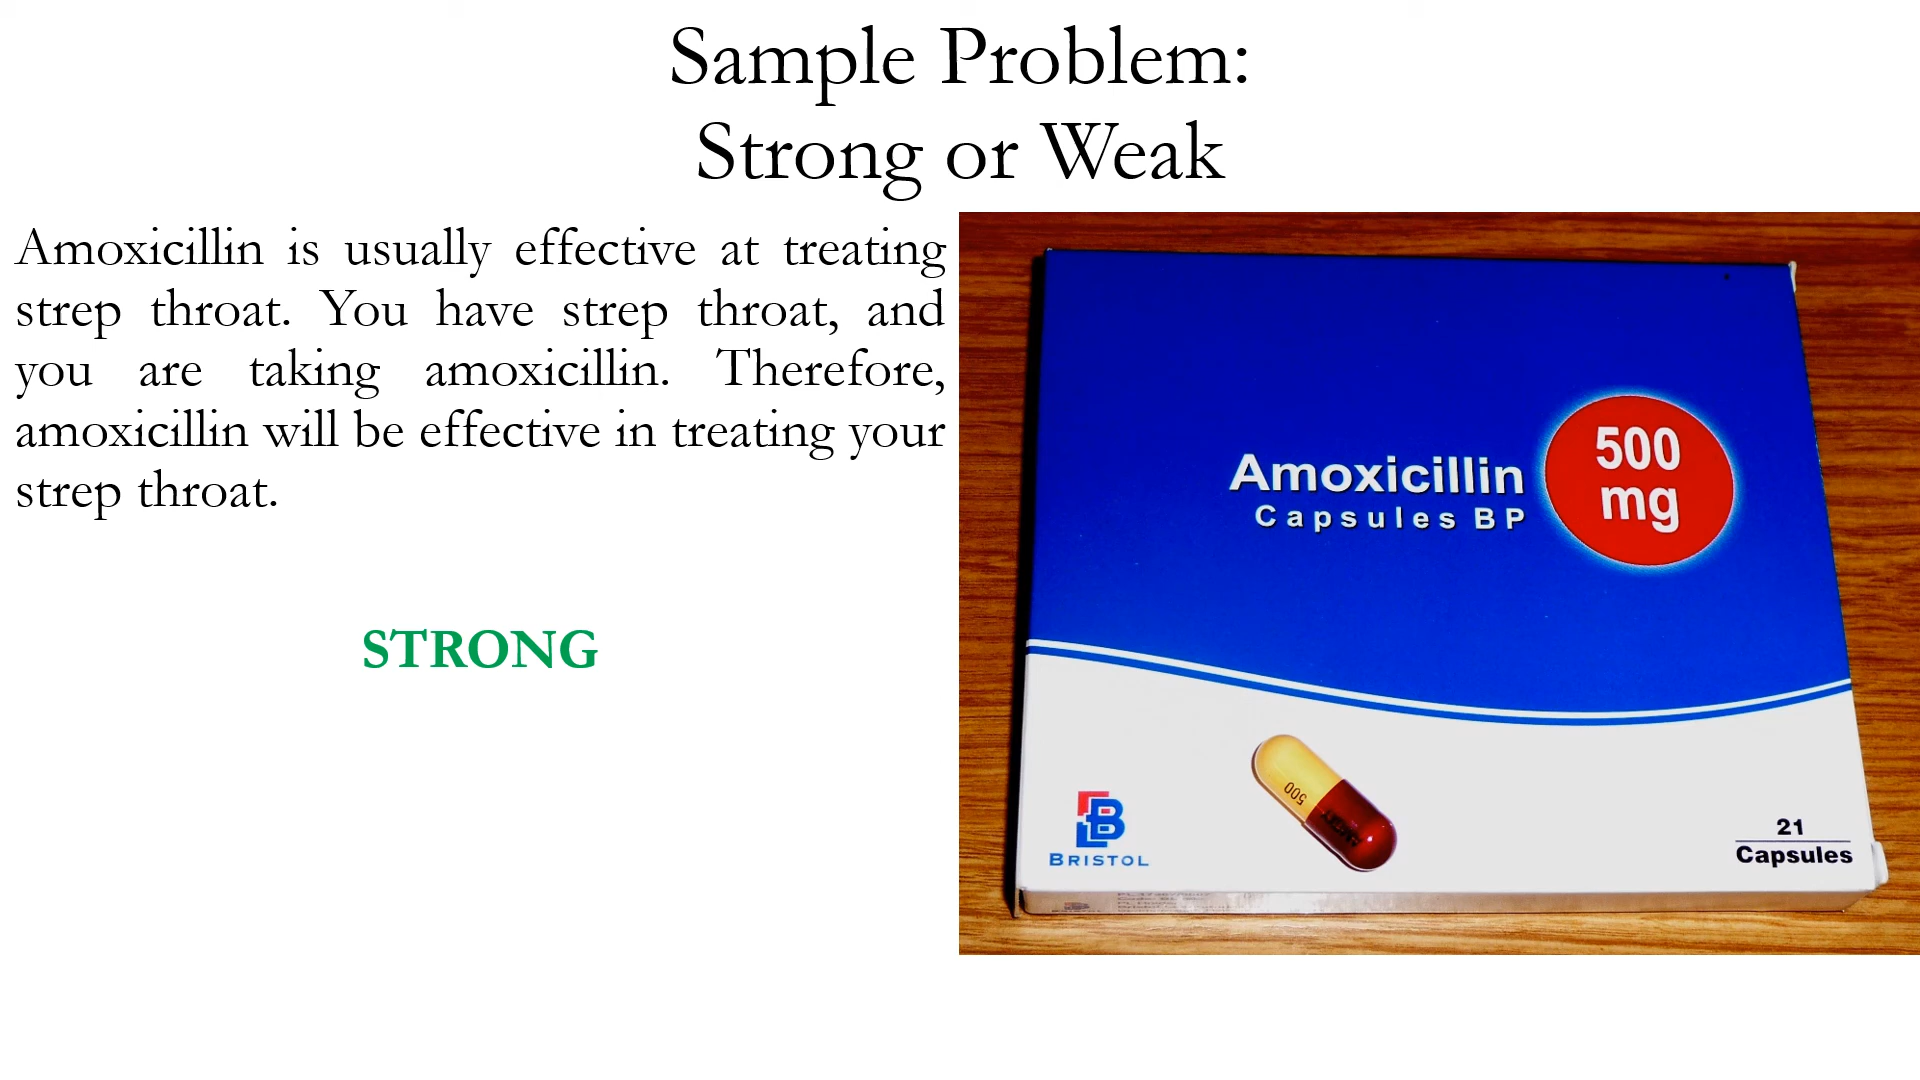 Sample Problem:
Strong or Weak
Amoxicillin is usually effective at treating
strep throat. You have strep throat, and
you are taking amoxicillin. Therefore,
amoxicillin will be effective in treating your
strep throat.
STRONG
Amoxicillin
Capsules BP
500
mg
500
BRISTOL
21
Capsules